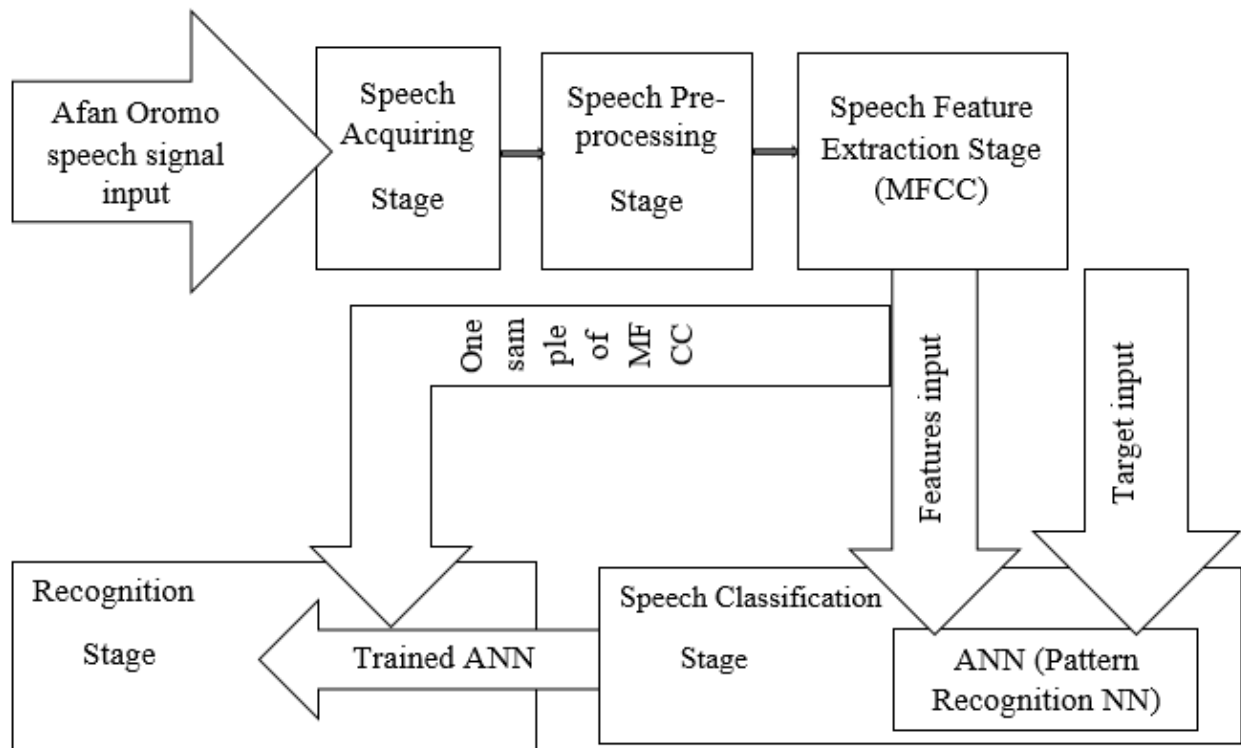 Afan Oromo
speech signal
input
Speech
Acquiring
Stage
Speech Pre-
processing
Stage
Speech Feature
Extraction Stage
(MFCC)
One
sam
ple
of
MF
CC
Features input
Target input
Recognition
Stage
Trained ANN
Speech Classification
Stage
ANN (Pattern
Recognition NN)